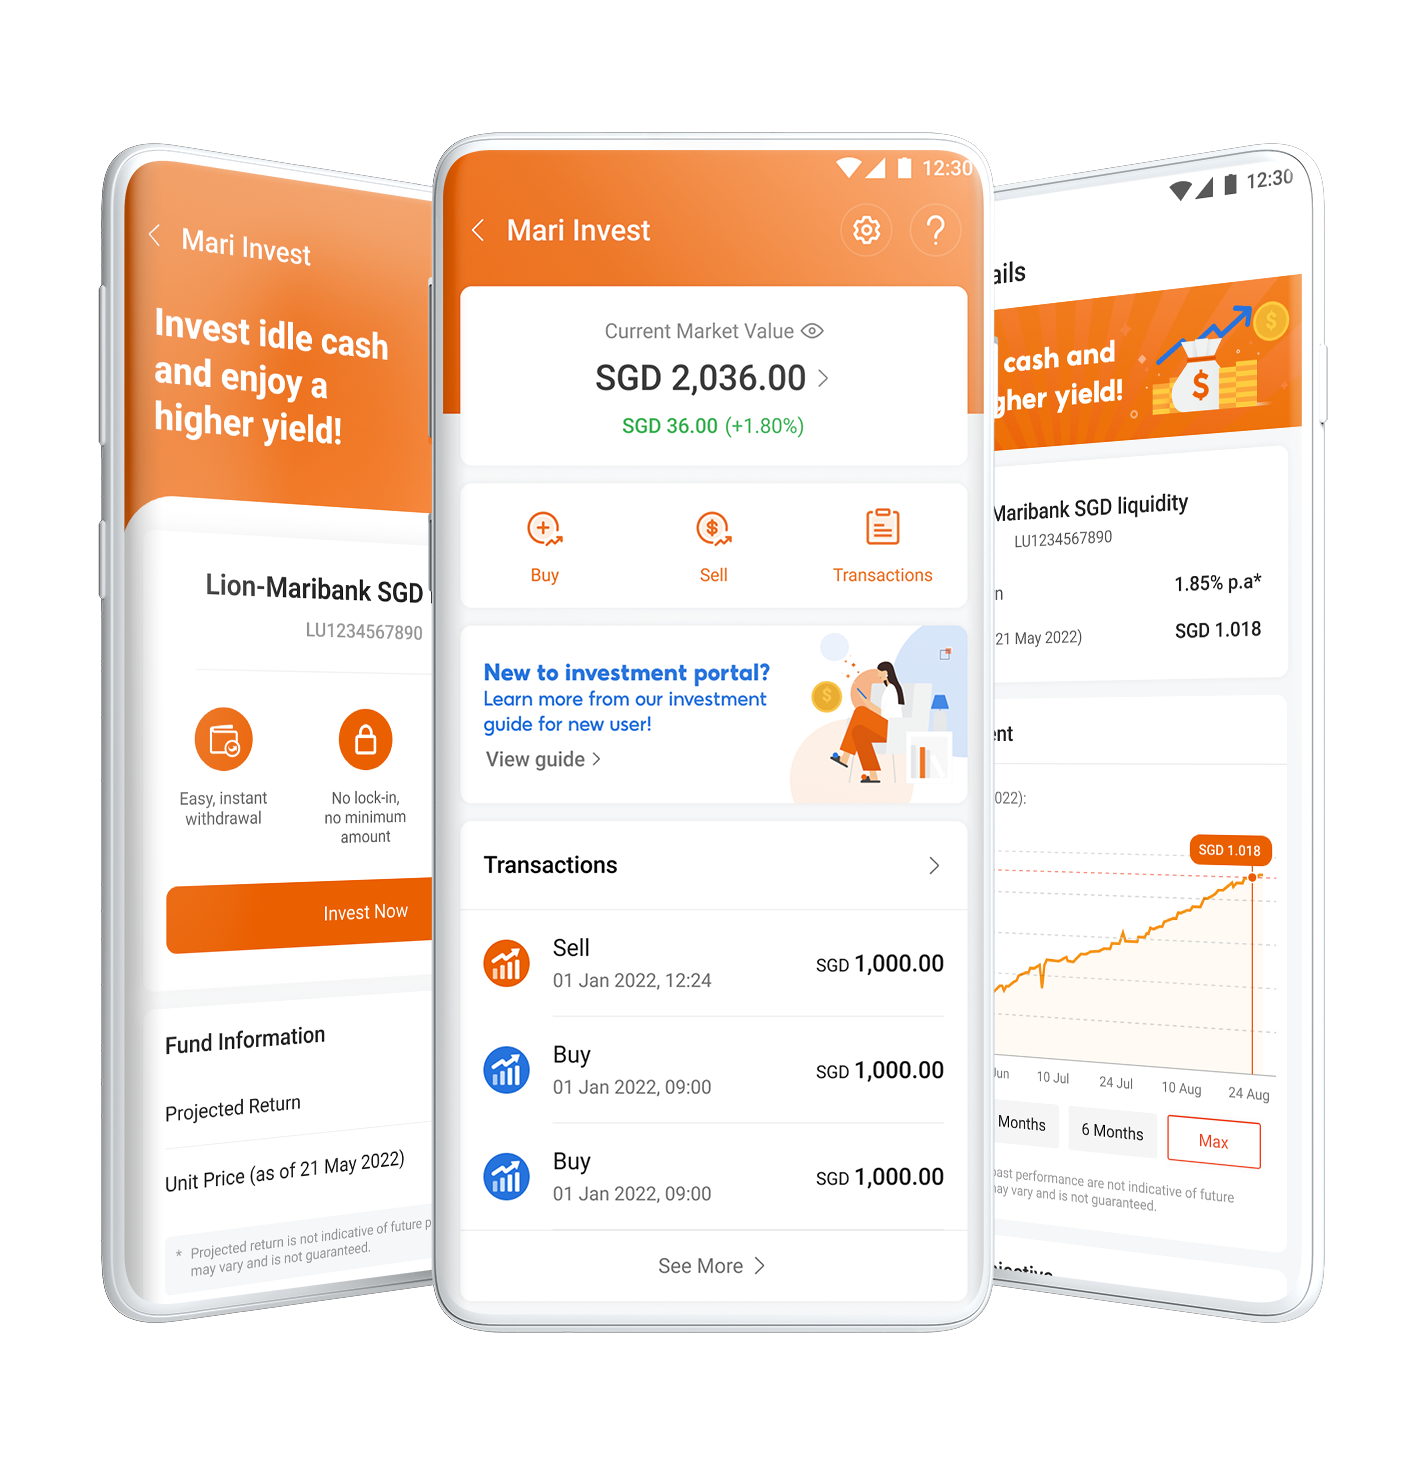 Mari Invest
Invest idle cash
and enjoy a
higher yield!
Lion-Maribank SGD
LU1234567890
Easy, instant
withdrawal
No lock-in,
no minimum
amount
Invest Now
Fund Information
Projected Return
Unit Price (as of 21 May 2022)
* Projected return is not indicative of future p
may vary and is not guaranteed.
12:30
Mari Invest
Current Market Value
SGD 2,036.00
SGD 36.00 (+1.80%)
Buy
Sell
Transactions
New to investment portal?
Learn more from our investment
guide for new user!
View guide >
Transactions
Sell
01 Jan 2022, 12:24
SGD 1,000.00
Buy
01 Jan 2022, 09:00
SGD 1,000.00
Buy
01 Jan 2022, 09:00
SGD 1,000.00
See More >
12:30
ails
cash and
gher yield!
Maribank SGD liquidity
LU1234567890
n 1.85% p.a*
21 May 2022) SGD 1.018
ent
022):
SGD 1.018
Jun 10 Jul 24 Jul 10 Aug 24 Aug
Months 6 Months Max
past performance are not indicative of future
may vary and is not guaranteed.